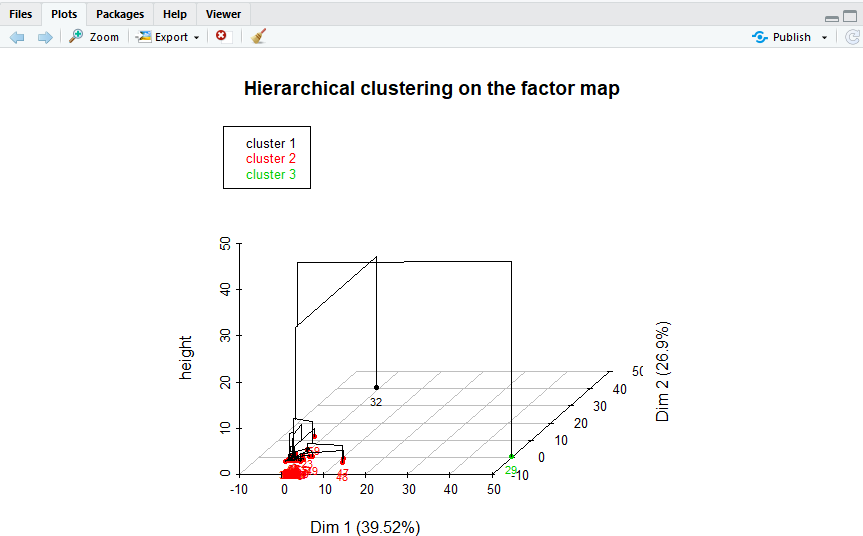 Files Plots Packages Help Viewer
Zoom Export Publish
Hierarchical clustering on the factor map
cluster 1
cluster 2
cluster 3
50
40
30
20
10
0
height
32
29
47
48
-10 0 10 20 30 40 50
Dim 1 (39.52%)
-10
0
10
20
30
40
50
Dim 2 (26.9%)